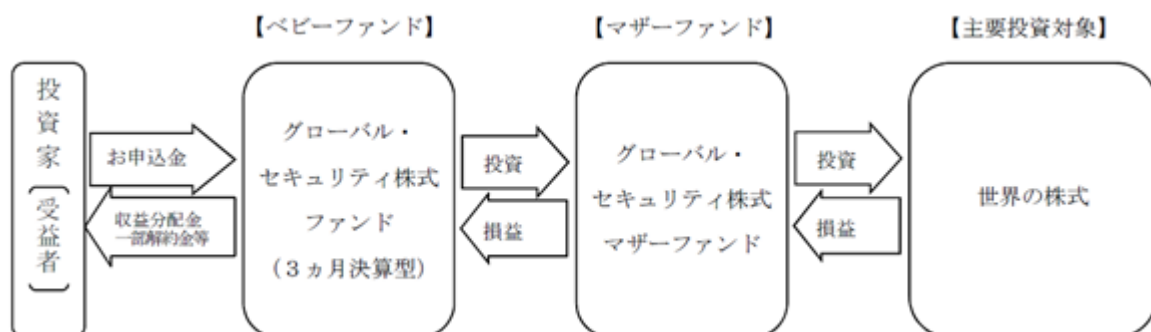 【ベビーファンド】
【マザーファンド】
【主要投資対象】
投資家(受益者)
お申込金
収益分配金
一部解約金等
グローバル・
セキュリティ株式
ファンド
（３ヵ月決算型）
投資
損益
グローバル・
セキュリティ株式
マザーファンド
投資
損益
世界の株式